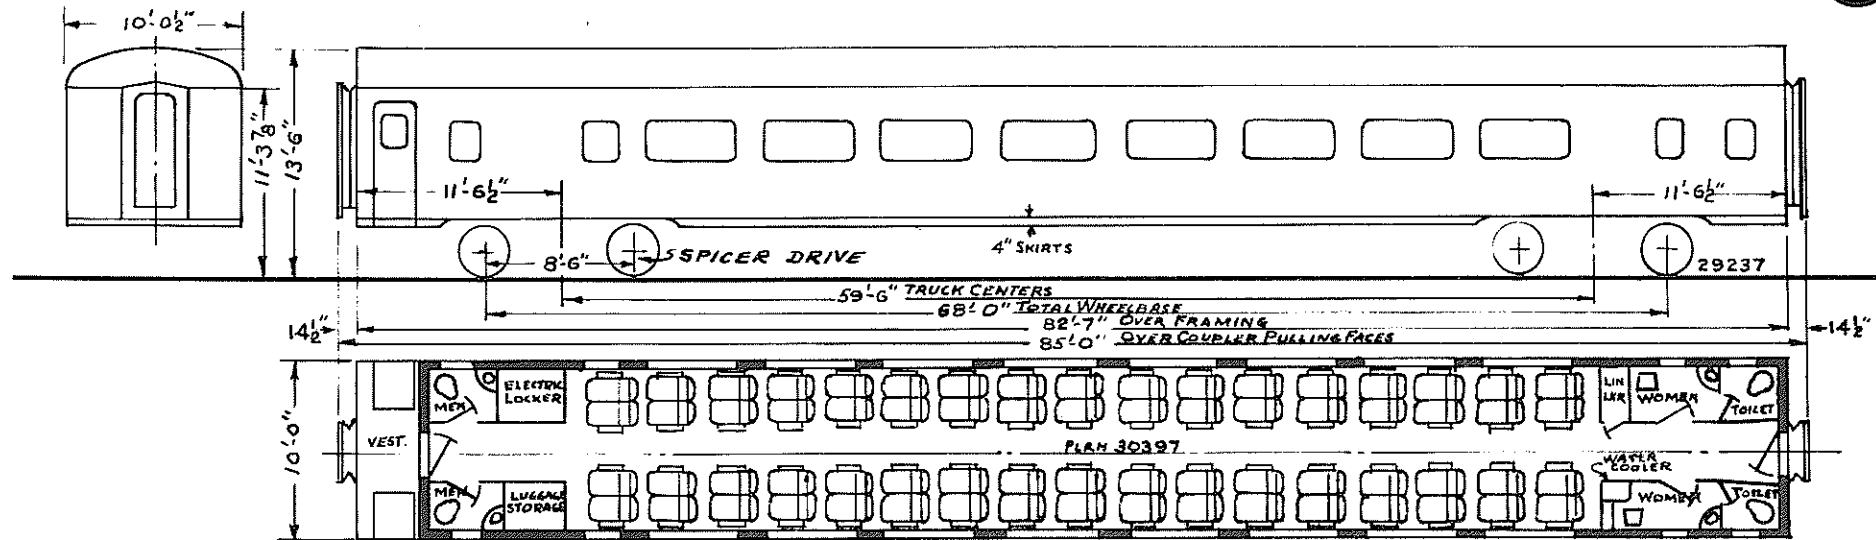 10'-0½"
11'-3⅞"
13'-6"
11'-6½"
11'-6½"
4" SKIRTS
8'-6"
SPICER DRIVE
29237
59'-6" TRUCK CENTERS
68'-0" TOTAL WHEELBASE
14½"
82'-7" OVER FRAMING
14½"
85'-0" OVER COUPLER PULLING FACES
10'-0"
VEST.
MEN
ELECTRIC
LOCKER
LIN
LKR
WOMEN
TOILET
PLAN 30397
WATER
COOLER
MEN
LUGGAGE
STORAGE
WOMEN
TOILET